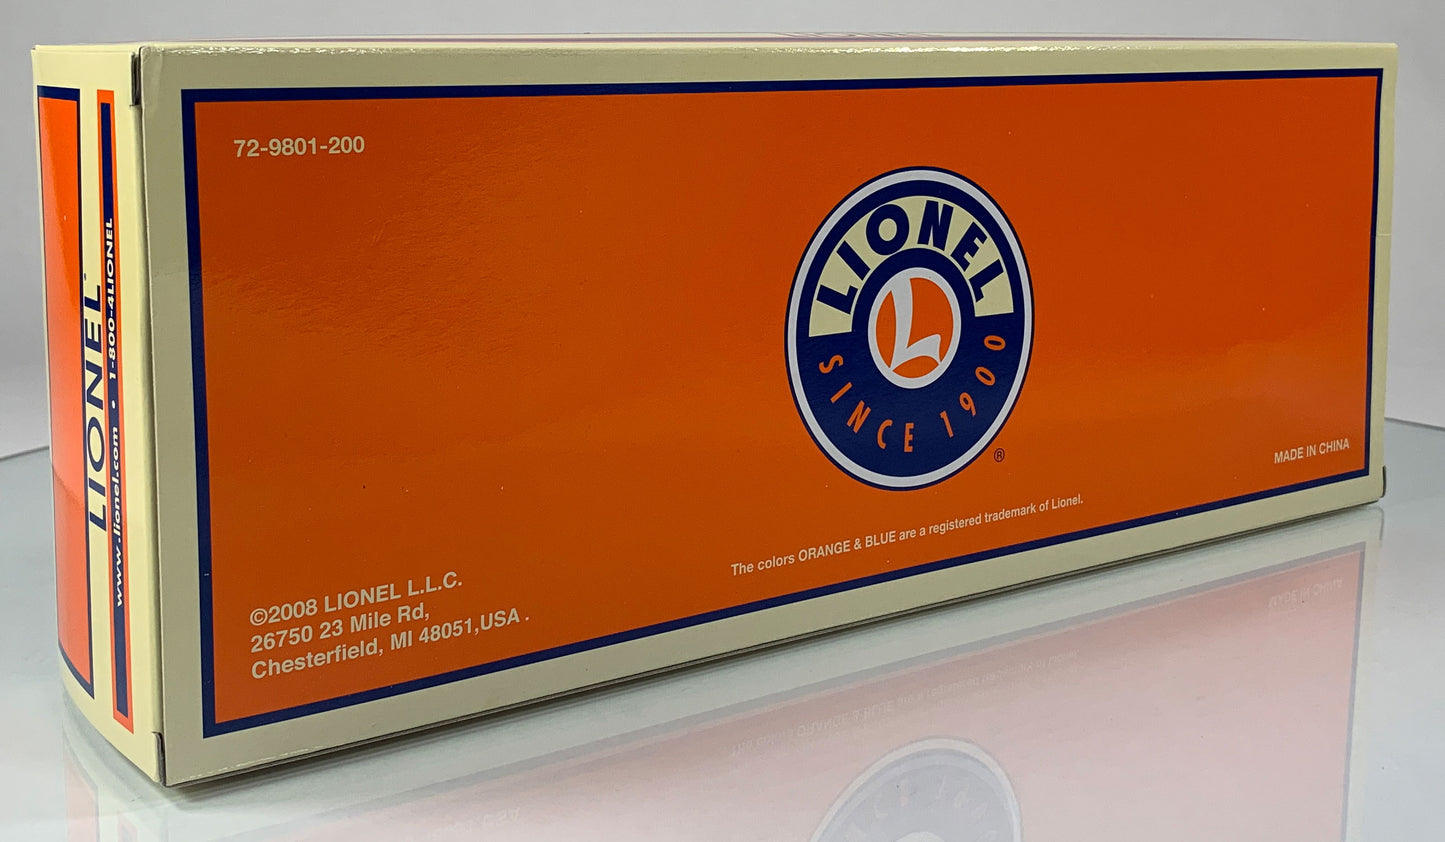 LIONEL
www.lionel.com • 1-800-4LIONEL
72-9801-200
LIONEL
L
SINCE 1900
®
MADE IN CHINA
The colors ORANGE & BLUE are a registered trademark of Lionel.
©2008 LIONEL L.L.C.
26750 23 Mile Rd,
Chesterfield, MI 48051,USA .